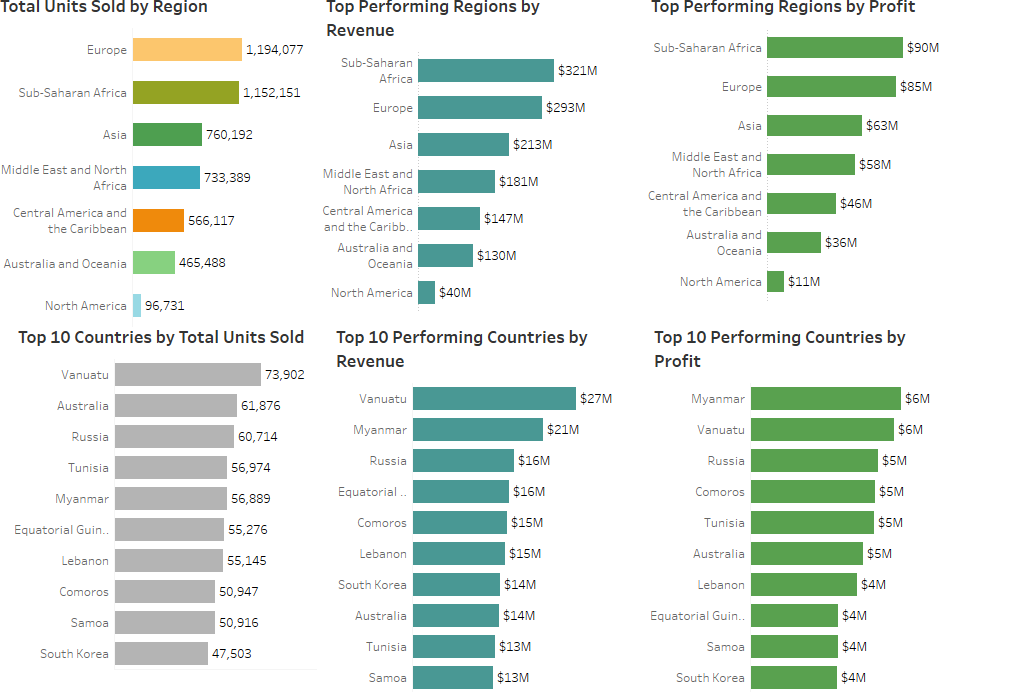 Total Units Sold by Region
Europe 1,194,077
Sub-Saharan Africa 1,152,151
Asia 760,192
Middle East and North
Africa 733,389
Central America and
the Caribbean 566,117
Australia and Oceania 465,488
North America 96,731
Top Performing Regions by
Revenue
Sub-Saharan
Africa $321M
Europe $293M
Asia $213M
Middle East and
North Africa $181M
Central America
and the Caribb.. $147M
Australia and
Oceania $130M
North America $40M
Top Performing Regions by Profit
Sub-Saharan Africa $90M
Europe $85M
Asia $63M
Middle East and
North Africa $58M
Central America and
the Caribbean $46M
Australia and
Oceania $36M
North America $11M
Top 10 Countries by Total Units Sold
Vanuatu 73,902
Australia 61,876
Russia 60,714
Tunisia 56,974
Myanmar 56,889
Equatorial Guin.. 55,276
Lebanon 55,145
Comoros 50,947
Samoa 50,916
South Korea 47,503
Top 10 Performing Countries by
Revenue
Vanuatu $27M
Myanmar $21M
Russia $16M
Equatorial .. $16M
Comoros $15M
Lebanon $15M
South Korea $14M
Australia $14M
Tunisia $13M
Samoa $13M
Top 10 Performing Countries by
Profit
Myanmar $6M
Vanuatu $6M
Russia $5M
Comoros $5M
Tunisia $5M
Australia $5M
Lebanon $4M
Equatorial Guin.. $4M
Samoa $4M
South Korea $4M